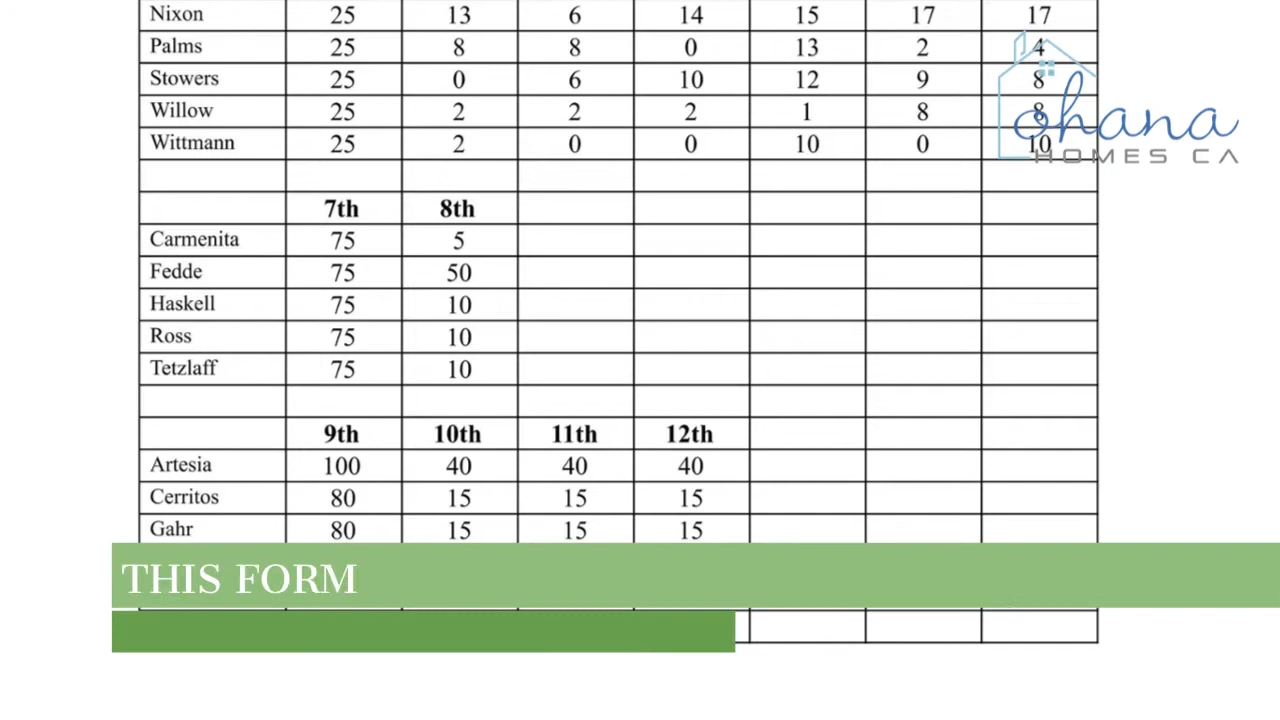 Nixon 25 13 6 14 15 17 17
Palms 25 8 8 0 13 2 4
Stowers 25 0 6 10 12 9 8
Willow 25 2 2 2 1 8 8
Wittmann 25 2 0 0 10 0 10
ohana
HOMES CA
7th 8th
Carmenita 75 5
Fedde 75 50
Haskell 75 10
Ross 75 10
Tetzlaff 75 10
9th 10th 11th 12th
Artesia 100 40 40 40
Cerritos 80 15 15 15
Gahr 80 15 15 15
THIS FORM